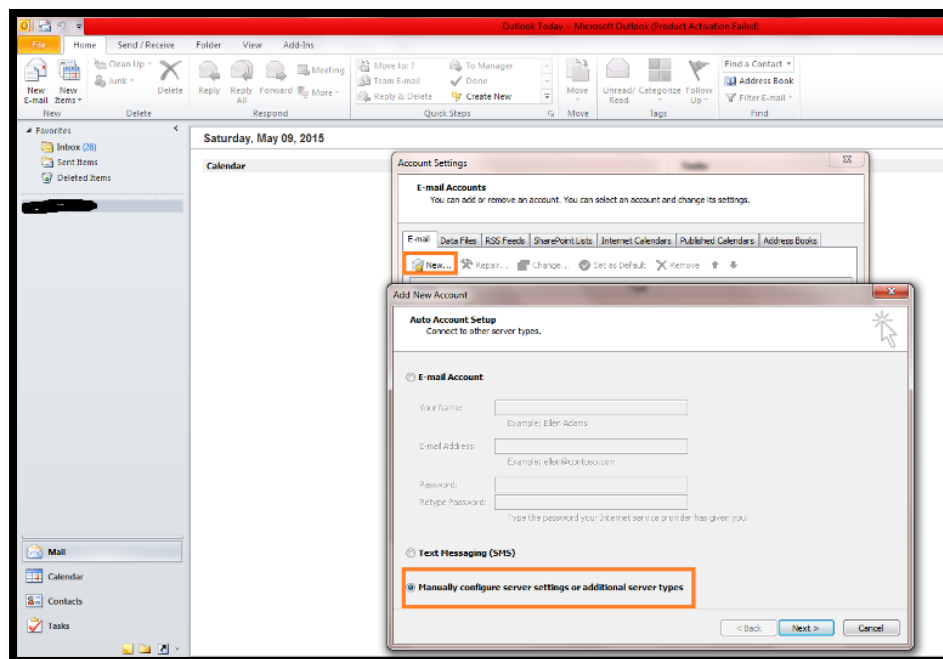 Outlook Today - Microsoft Outlook (Product Activation Failed)
File Home Send / Receive Folder View Add-Ins
New E-mail
New Items
Clean Up
Junk
Delete
Reply
Reply All
Forward
Meeting
More
Move to: ?
Team E-mail
Reply & Delete
To Manager
Done
Create New
Move
Unread/ Read
Categorize
Follow Up
Find a Contact
Address Book
Filter E-mail
New Delete Respond Quick Steps Move Tags Find
Favorites
Inbox (28)
Sent Items
Deleted Items
Saturday, May 09, 2015
Calendar
Account Settings
E-mail Accounts
You can add or remove an account. You can select an account and change its settings.
E-mail Data Files RSS Feeds SharePoint Lists Internet Calendars Published Calendars Address Books
New... Repair... Change... Set as Default Remove
Add New Account
Auto Account Setup
Connect to other server types.
E-mail Account
Your Name:
Example: Ellen Adams
E-mail Address:
Example: ellen@contoso.com
Password:
Retype Password:
Type the password your Internet service provider has given you.
Text Messaging (SMS)
Manually configure server settings or additional server types
< Back Next > Cancel
Mail
Calendar
Contacts
Tasks